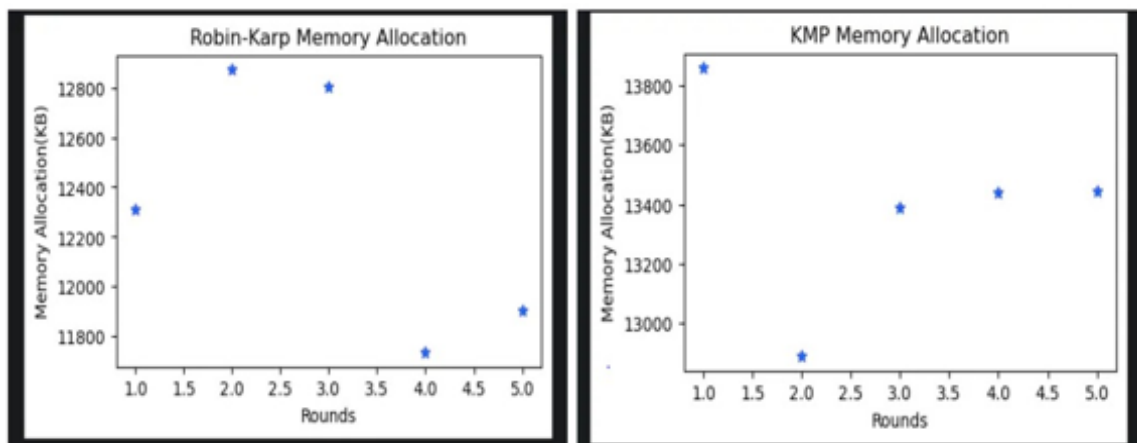 Robin-Karp Memory Allocation
Memory Allocation(KB)
12800
12600
12400
12200
12000
11800
1.0 1.5 2.0 2.5 3.0 3.5 4.0 4.5 5.0
Rounds
KMP Memory Allocation
Memory Allocation(KB)
13800
13600
13400
13200
13000
1.0 1.5 2.0 2.5 3.0 3.5 4.0 4.5 5.0
Rounds